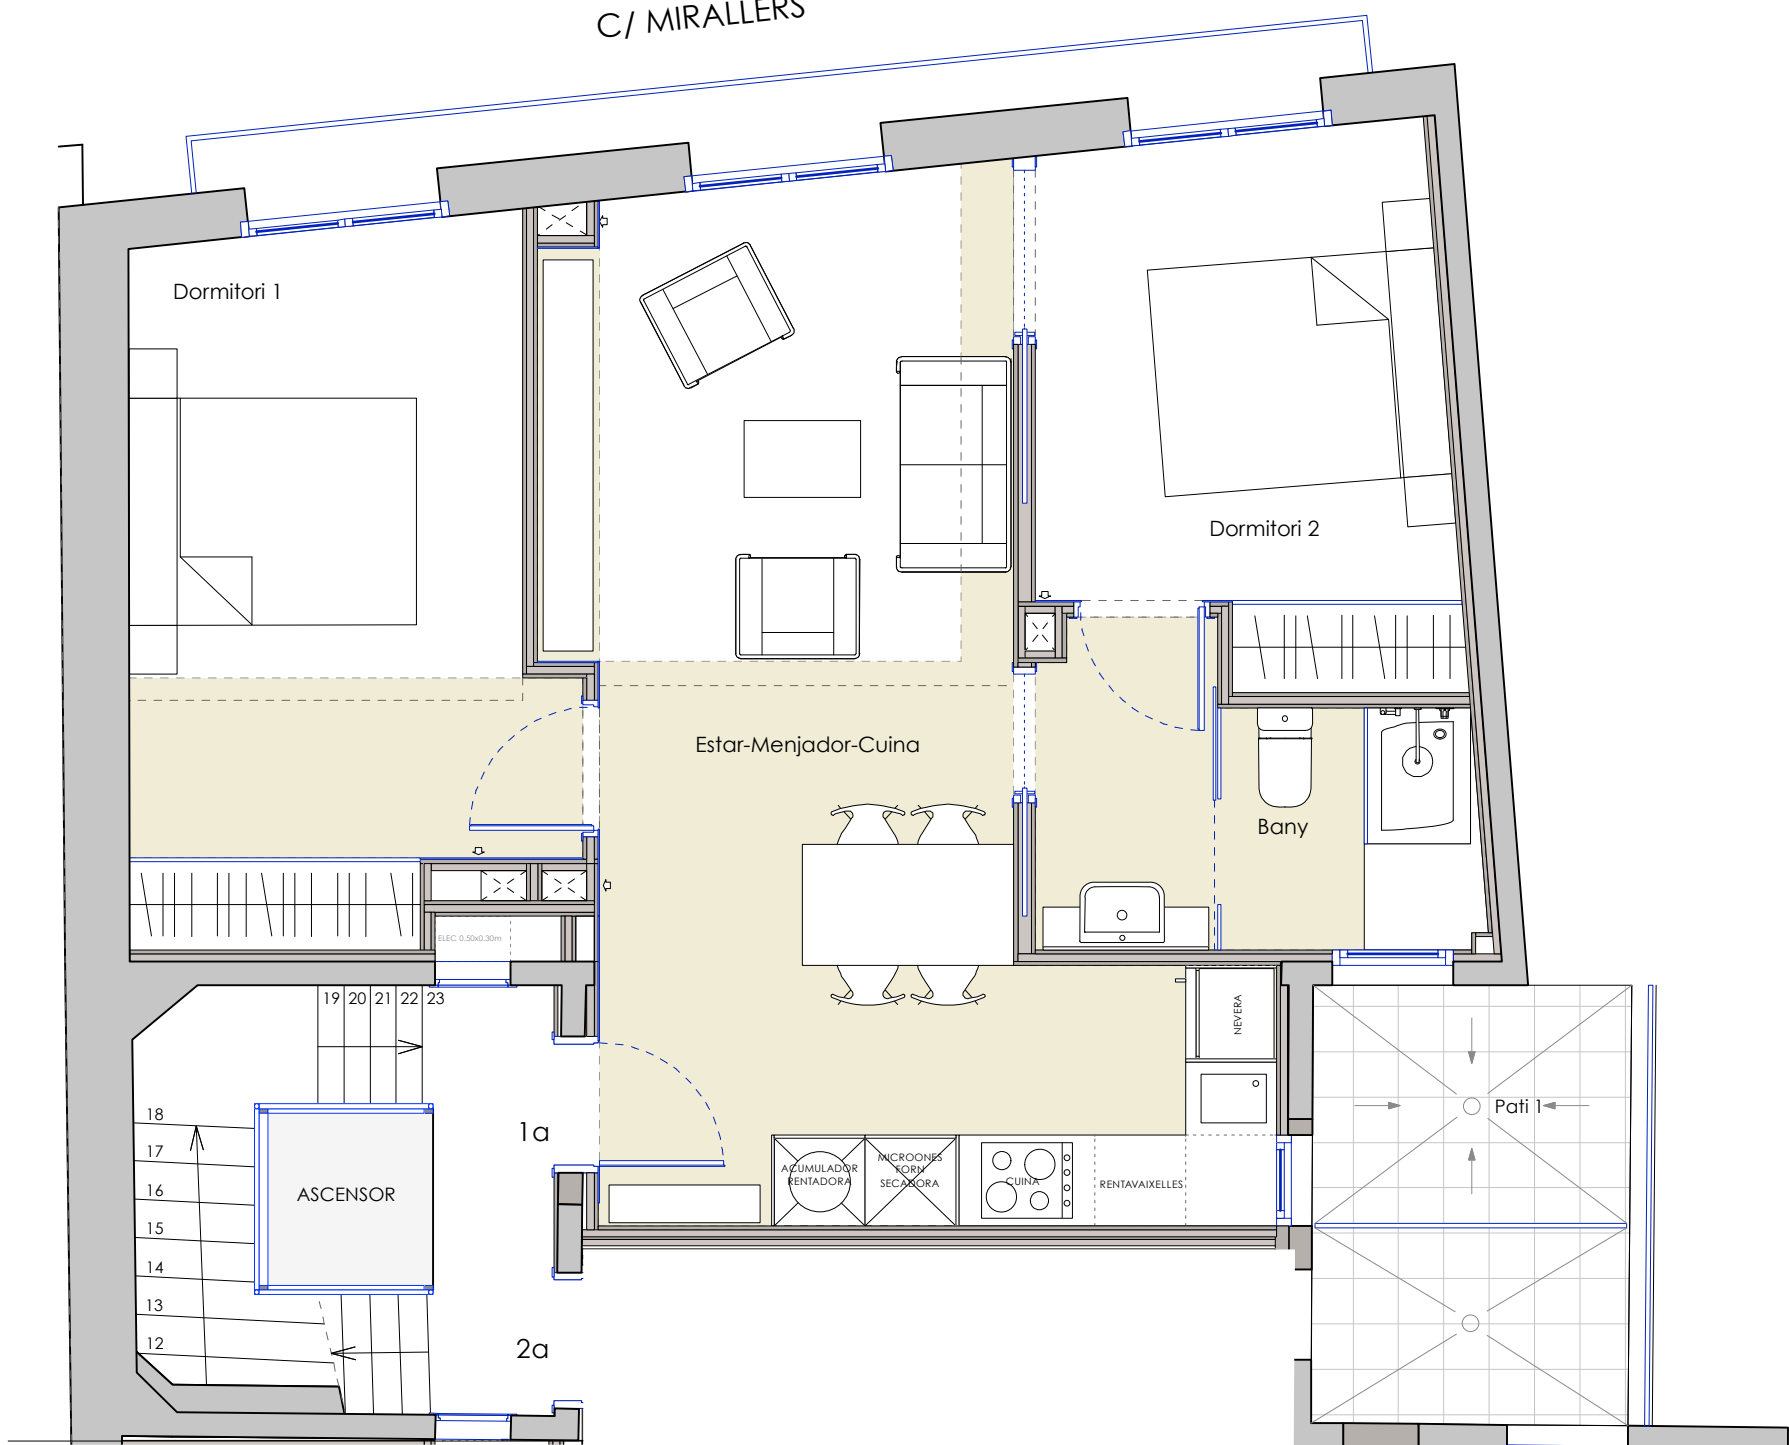 C/ MIRALLERS
Dormitori 1
Dormitori 2
Estar-Menjador-Cuina
Bany
ELEC 0.50x0.30m
19 20 21 22 23
NEVERA
18
17
16
15
14
13
12
ASCENSOR
1a
2a
Pati 1
ACUMULADOR
RENTADORA
MICROONES
FORN
SECADORA
CUINA
RENTAVAIXELLES